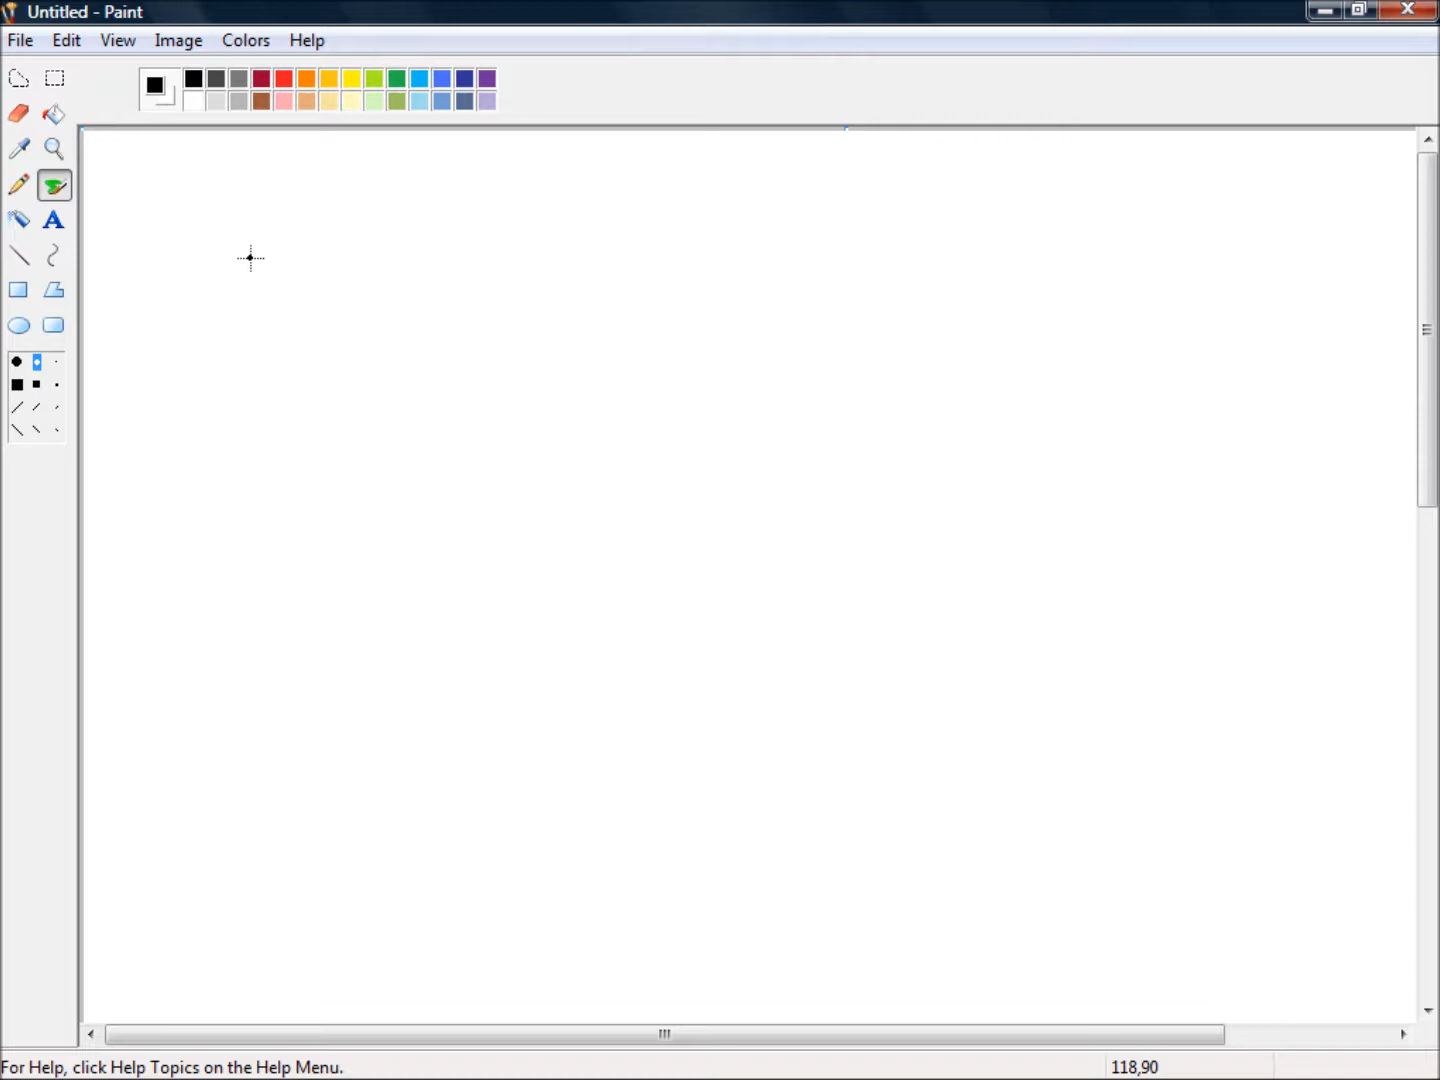 Untitled - Paint
File Edit View Image Colors Help
For Help, click Help Topics on the Help Menu.
118,90